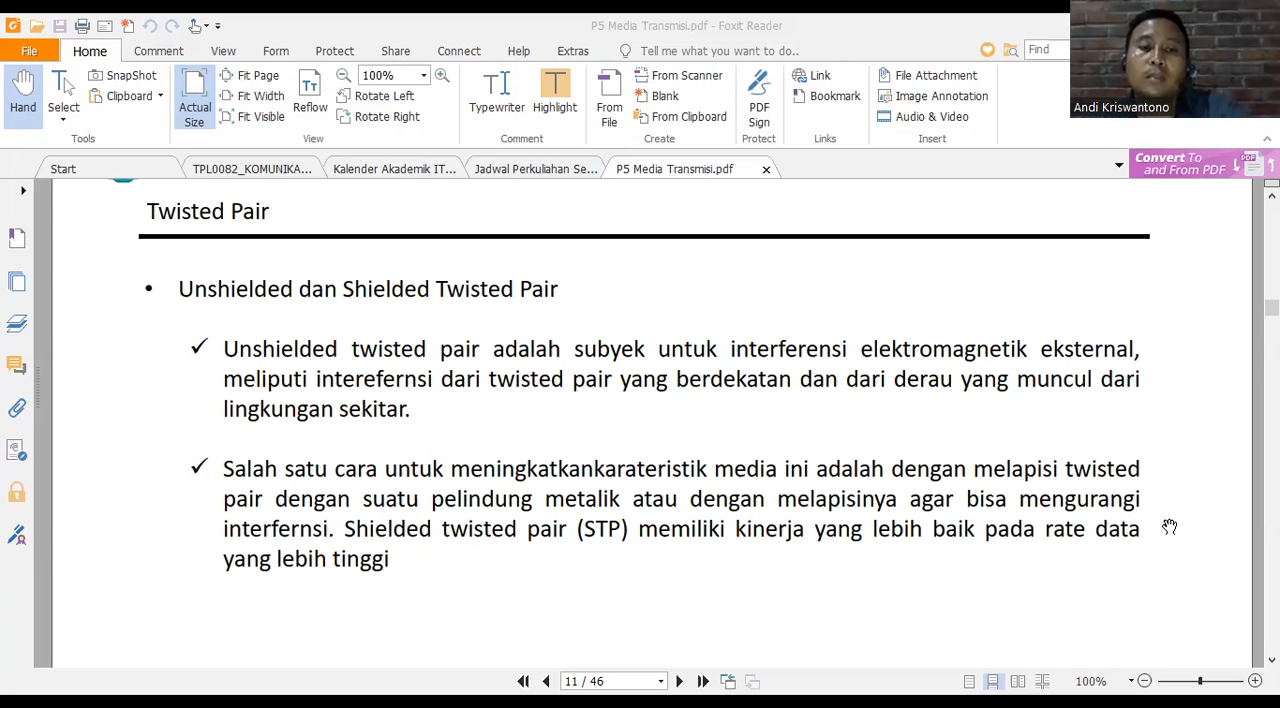 P5 Media Transmisi.pdf - Foxit Reader
File Home Comment View Form Protect Share Connect Help Extras Tell me what you want to do.. Find
Andi Kriswantono
Hand
Select
SnapShot
Clipboard
Tools
Actual Size
Fit Page
Fit Width
Fit Visible
Reflow
100%
Rotate Left
Rotate Right
View
Typewriter
Highlight
Comment
From File
From Scanner
Blank
From Clipboard
Create
PDF Sign
Protect
Link
Bookmark
Links
File Attachment
Image Annotation
Audio & Video
Insert
Start TPL0082_KOMUNIKA... Kalender Akademik IT... Jadwal Perkuliahan Se... P5 Media Transmisi.pdf
Convert To
and From PDF
PDF
Twisted Pair
• Unshielded dan Shielded Twisted Pair
✓ Unshielded twisted pair adalah subyek untuk interferensi elektromagnetik eksternal,
meliputi interefernsi dari twisted pair yang berdekatan dan dari derau yang muncul dari
lingkungan sekitar.
✓ Salah satu cara untuk meningkatkankarateristik media ini adalah dengan melapisi twisted
pair dengan suatu pelindung metalik atau dengan melapisinya agar bisa mengurangi
interfernsi. Shielded twisted pair (STP) memiliki kinerja yang lebih baik pada rate data
yang lebih tinggi
11 / 46
100%